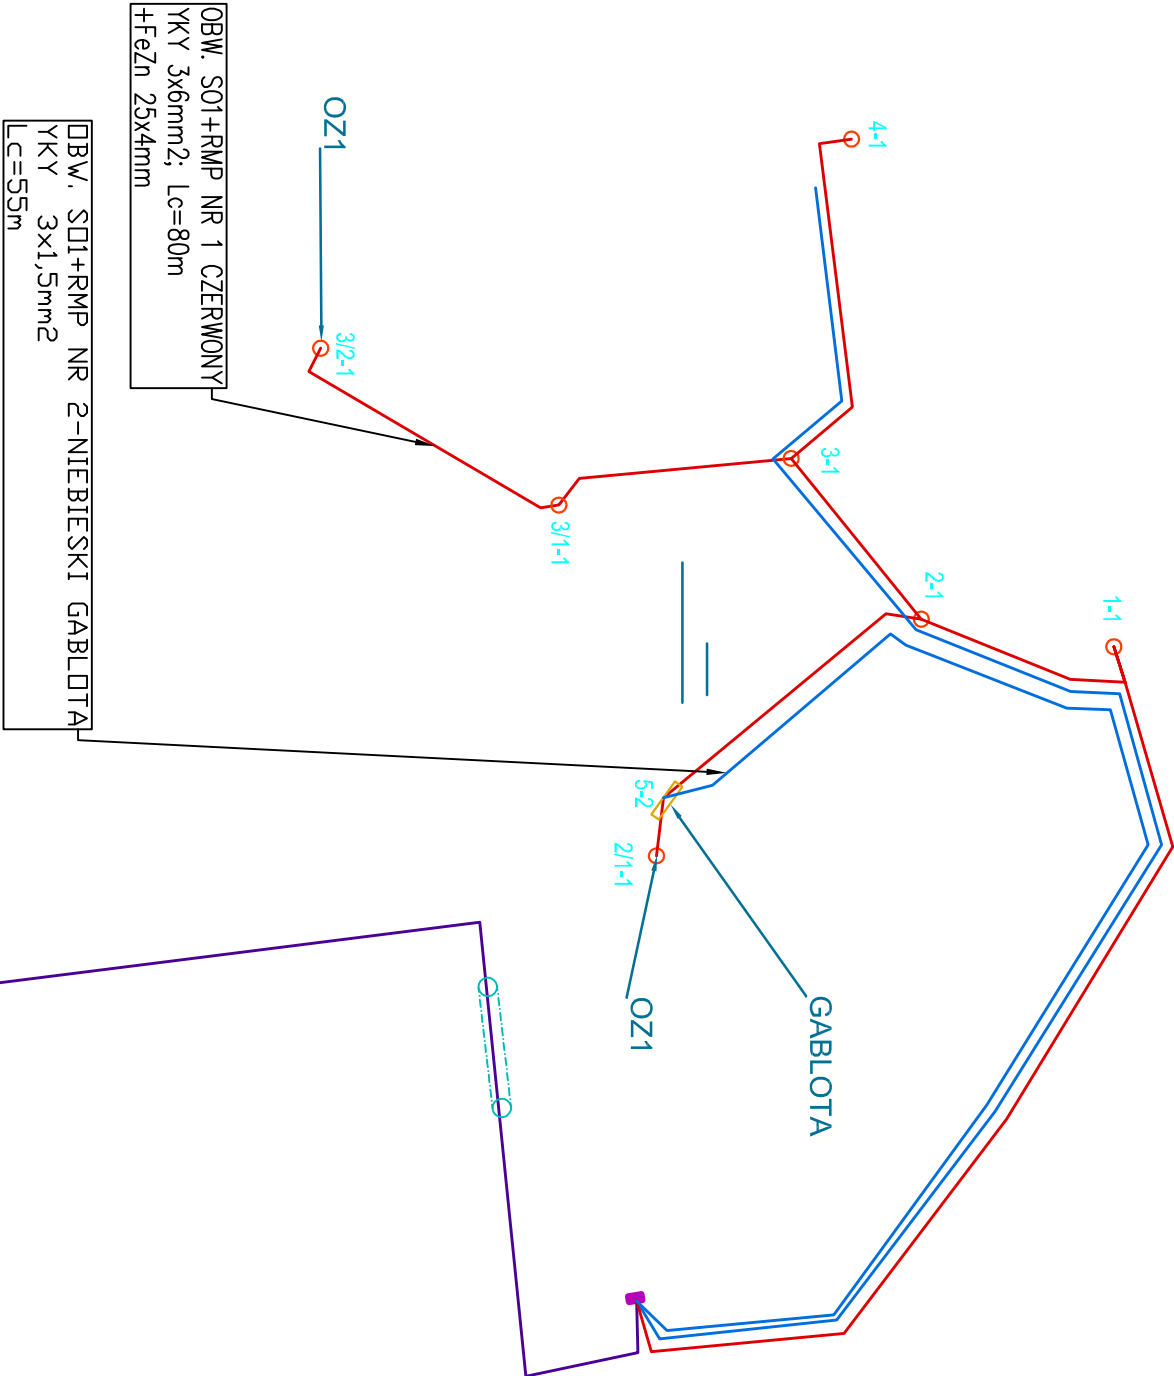 4-1
1-1
2-1
3-1
GABLOTA
OZ1
5-2
2/1-1
3/1-1
3/2-1
OZ1
OBW. SO1+RMP NR 1 CZERWONY
YKY 3x6mm2; Lc=80m
+FeZn 25x4mm
OBW. SO1+RMP NR 2-NIEBIESKI GABLOTA
YKY 3x1,5mm2
Lc=55m